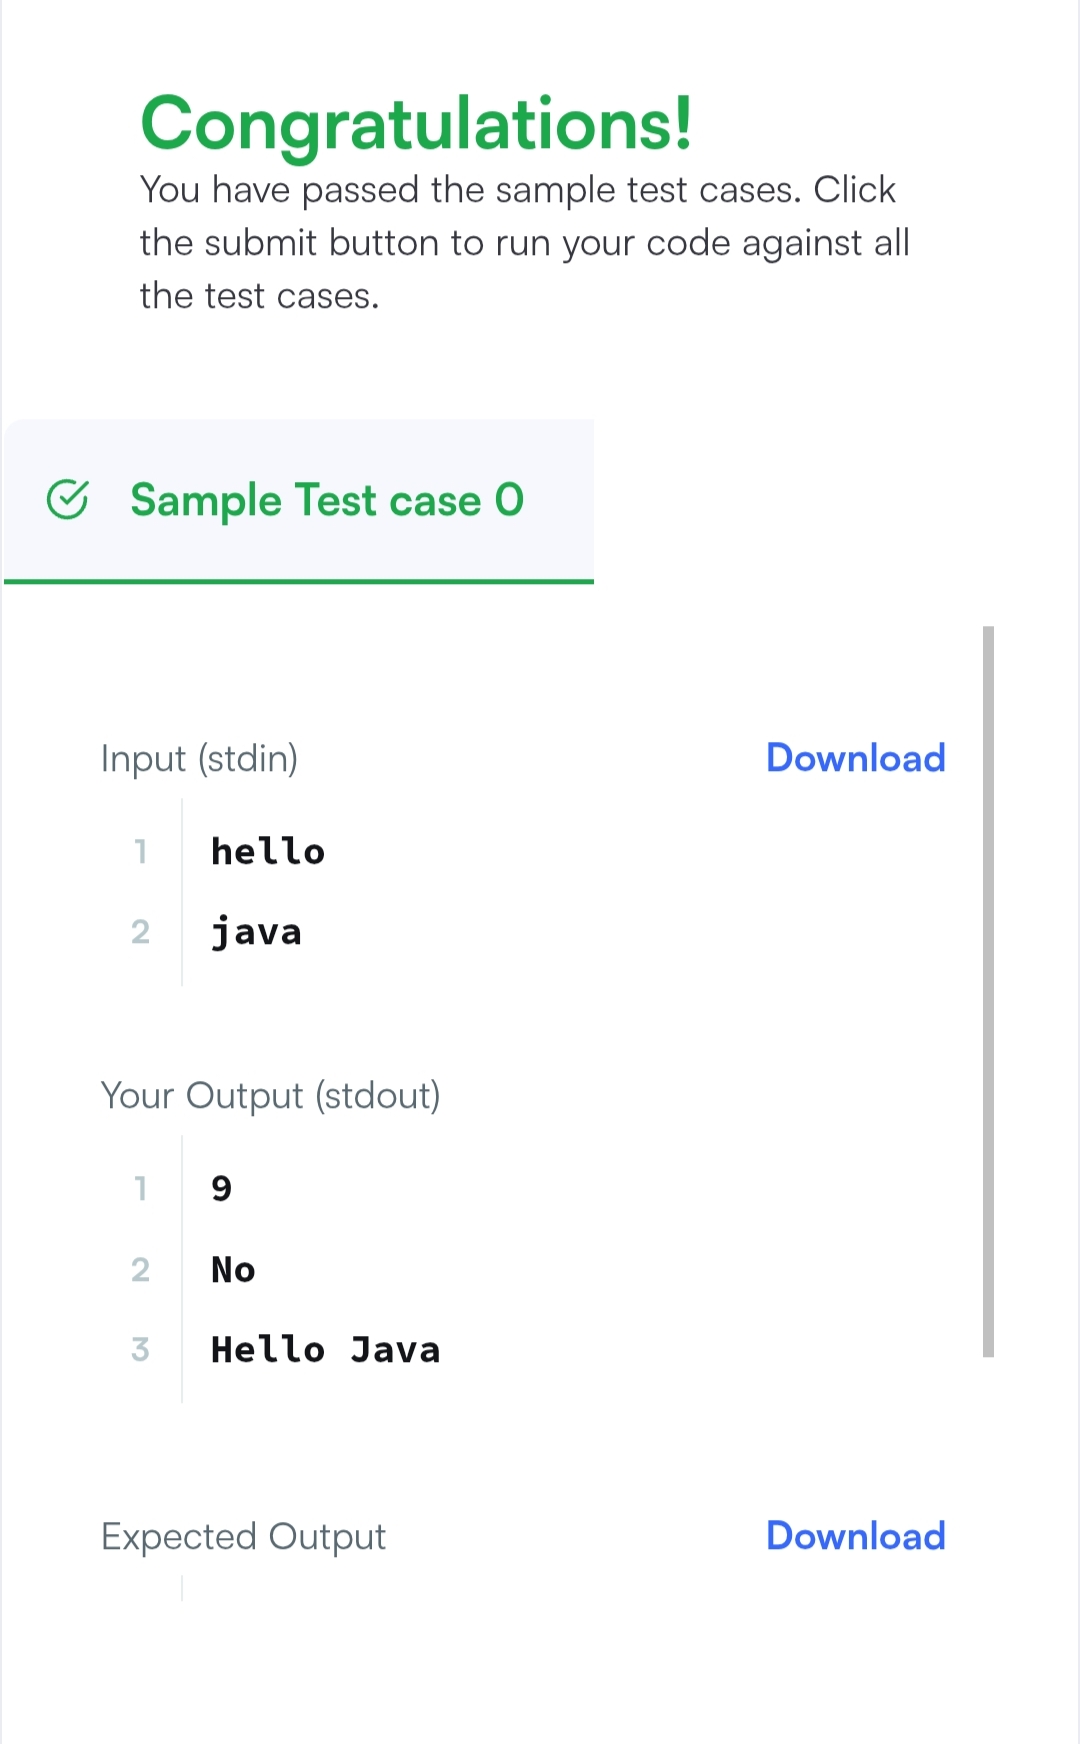 Congratulations!
You have passed the sample test cases. Click
the submit button to run your code against all
the test cases.
Sample Test case 0
Input (stdin)
Download
1 hello
2 java
Your Output (stdout)
1 9
2 No
3 Hello Java
Expected Output
Download